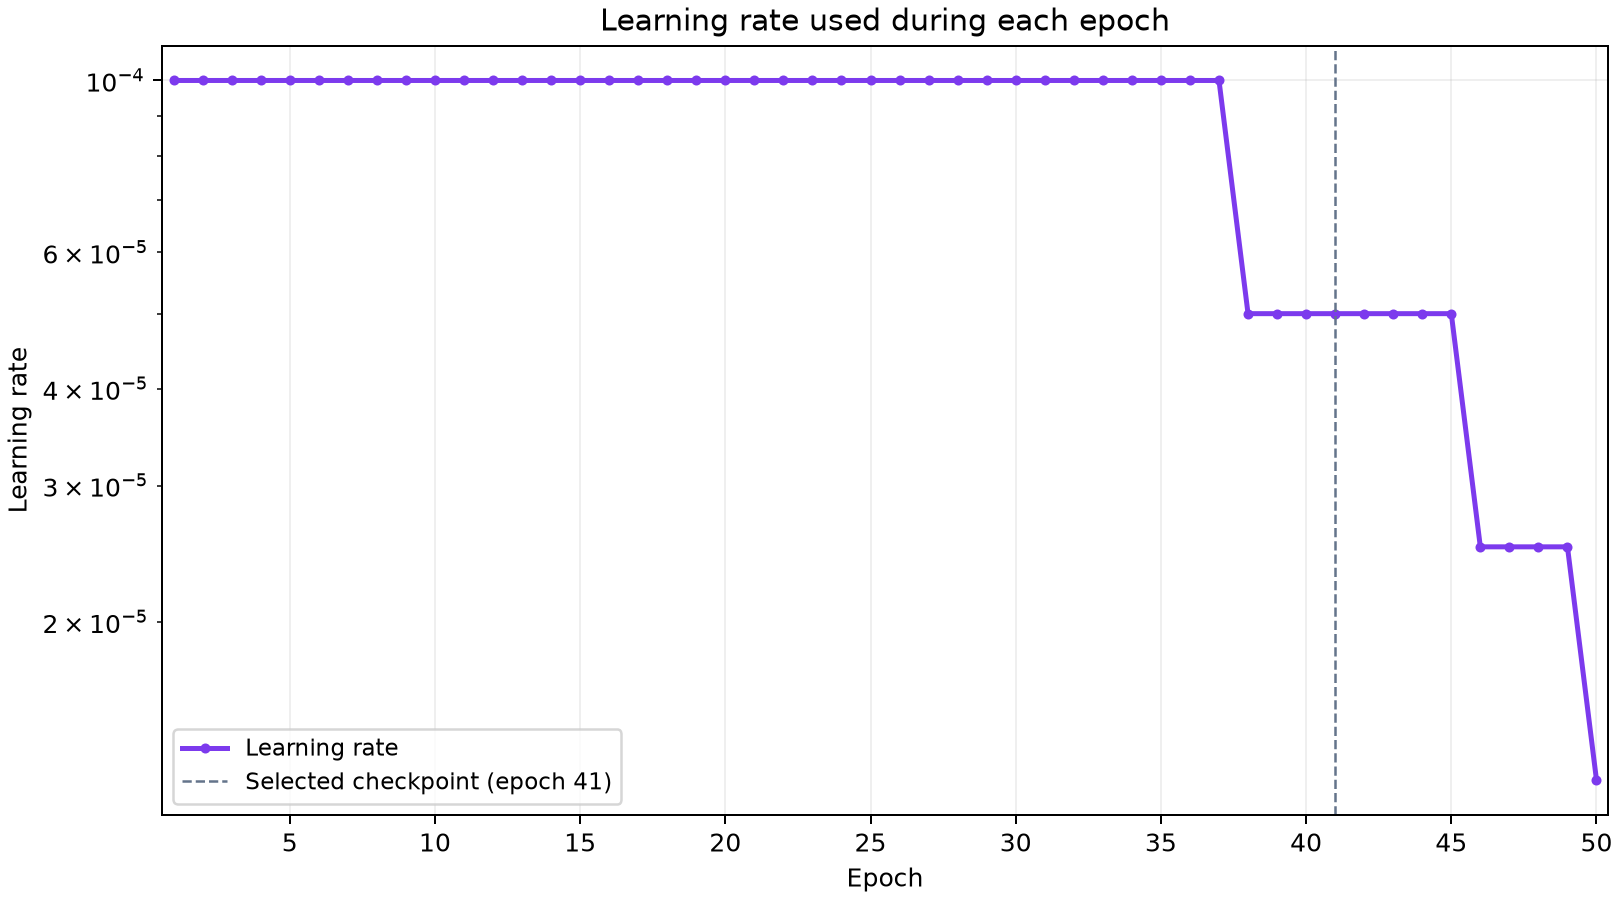 Learning rate used during each epoch
Learning rate
10⁻⁴
6 × 10⁻⁵
4 × 10⁻⁵
3 × 10⁻⁵
2 × 10⁻⁵
Learning rate
Selected checkpoint (epoch 41)
5 10 15 20 25 30 35 40 45 50
Epoch